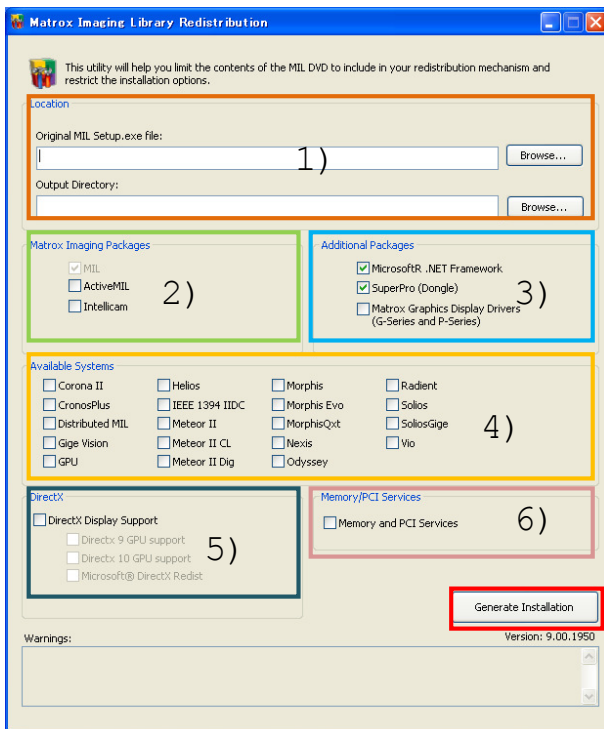 Matrox Imaging Library Redistribution
This utility will help you limit the contents of the MIL DVD to include in your redistribution mechanism and
restrict the installation options.
Location
Original MIL Setup.exe file:
1)
Browse...
Output Directory:
Browse...
Matrox Imaging Packages
MIL
ActiveMIL
Intellicam
2)
Additional Packages
MicrosoftR .NET Framework
SuperPro (Dongle)
Matrox Graphics Display Drivers
(G-Series and P-Series)
3)
Available Systems
Corona II
CronosPlus
Distributed MIL
Gige Vision
GPU
Helios
IEEE 1394 IIDC
Meteor II
Meteor II CL
Meteor II Dig
Morphis
Morphis Evo
MorphisQxt
Nexis
Odyssey
Radient
Solios
SoliosGige
Vio
4)
DirectX
DirectX Display Support
Directx 9 GPU support
Directx 10 GPU support
Microsoft® DirectX Redist
5)
Memory/PCI Services
Memory and PCI Services
6)
Generate Installation
Warnings:
Version: 9.00.1950